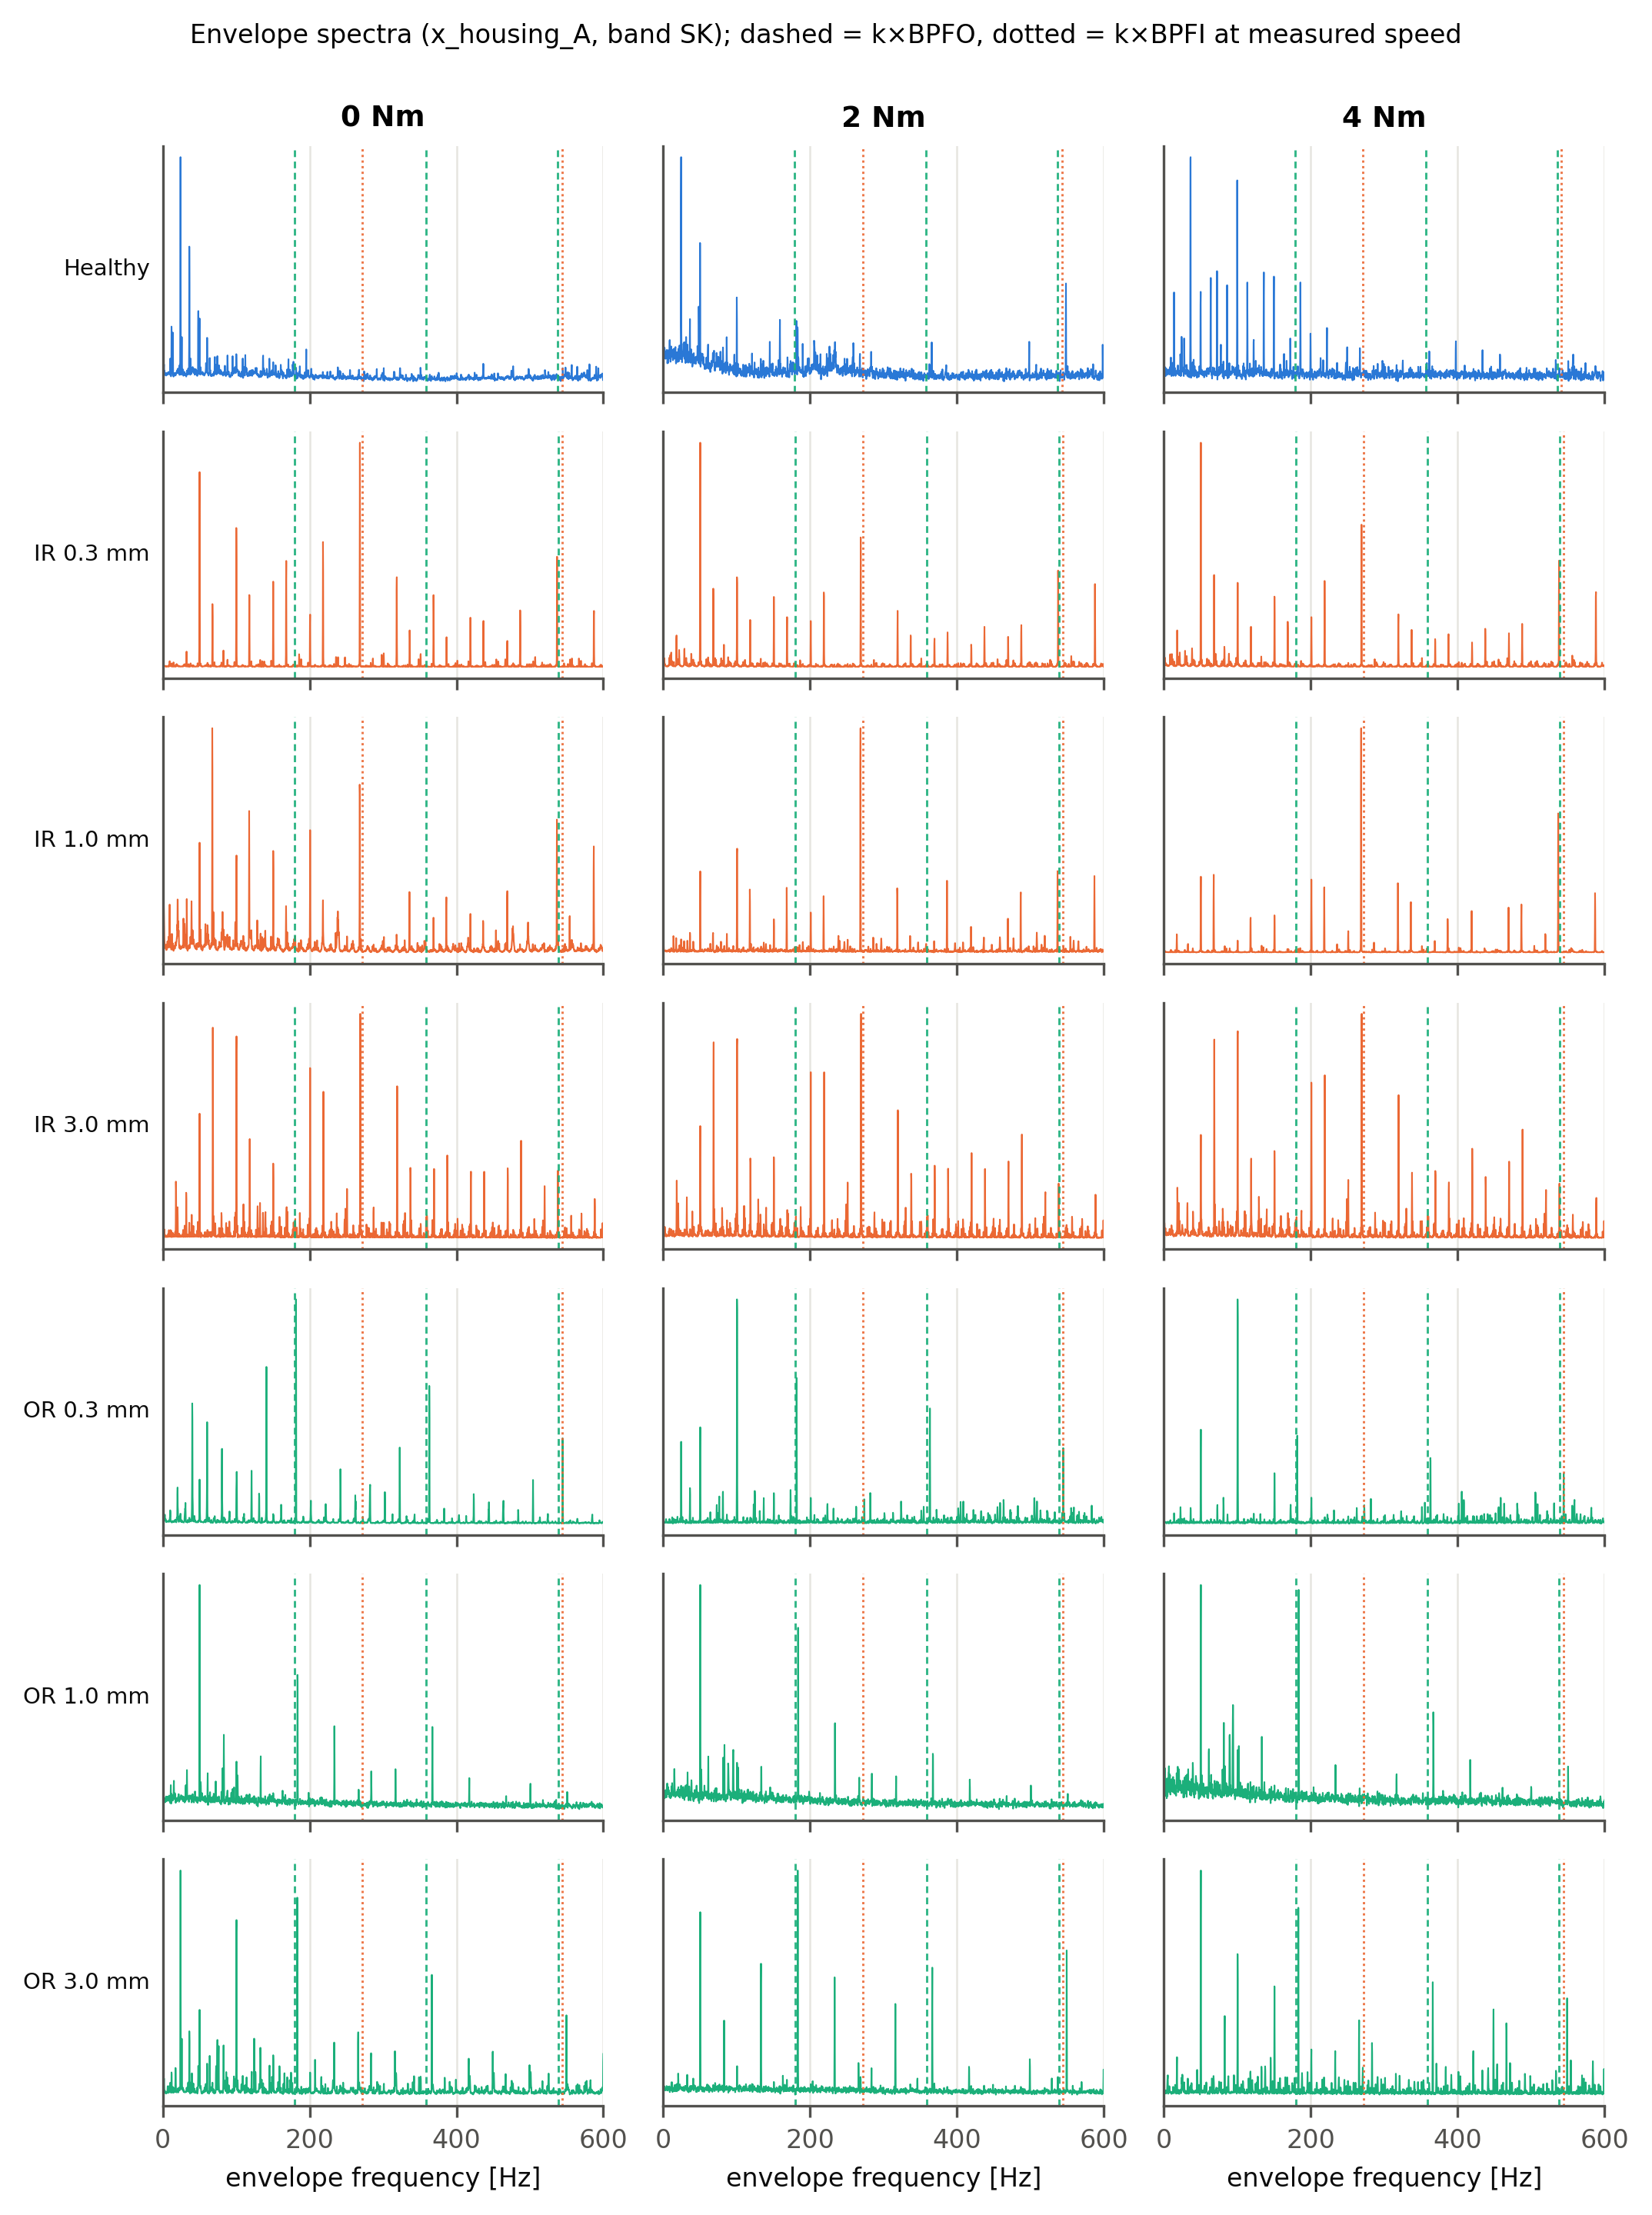 Envelope spectra (x_housing_A, band SK); dashed = k×BPFO, dotted = k×BPFI at measured speed
0 Nm 2 Nm 4 Nm
Healthy
IR 0.3 mm
IR 1.0 mm
IR 3.0 mm
OR 0.3 mm
OR 1.0 mm
OR 3.0 mm
0 200 400 600 0 200 400 600 0 200 400 600
envelope frequency [Hz] envelope frequency [Hz] envelope frequency [Hz]